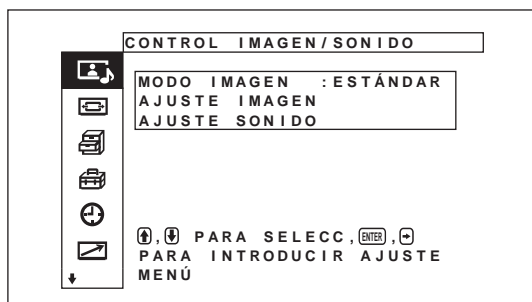 CONTROL IMAGEN/SONIDO
MODO IMAGEN :ESTÁNDAR
AJUSTE IMAGEN
AJUSTE SONIDO
↑,↓ PARA SELECC,ENTER,→
PARA INTRODUCIR AJUSTE
MENÚ